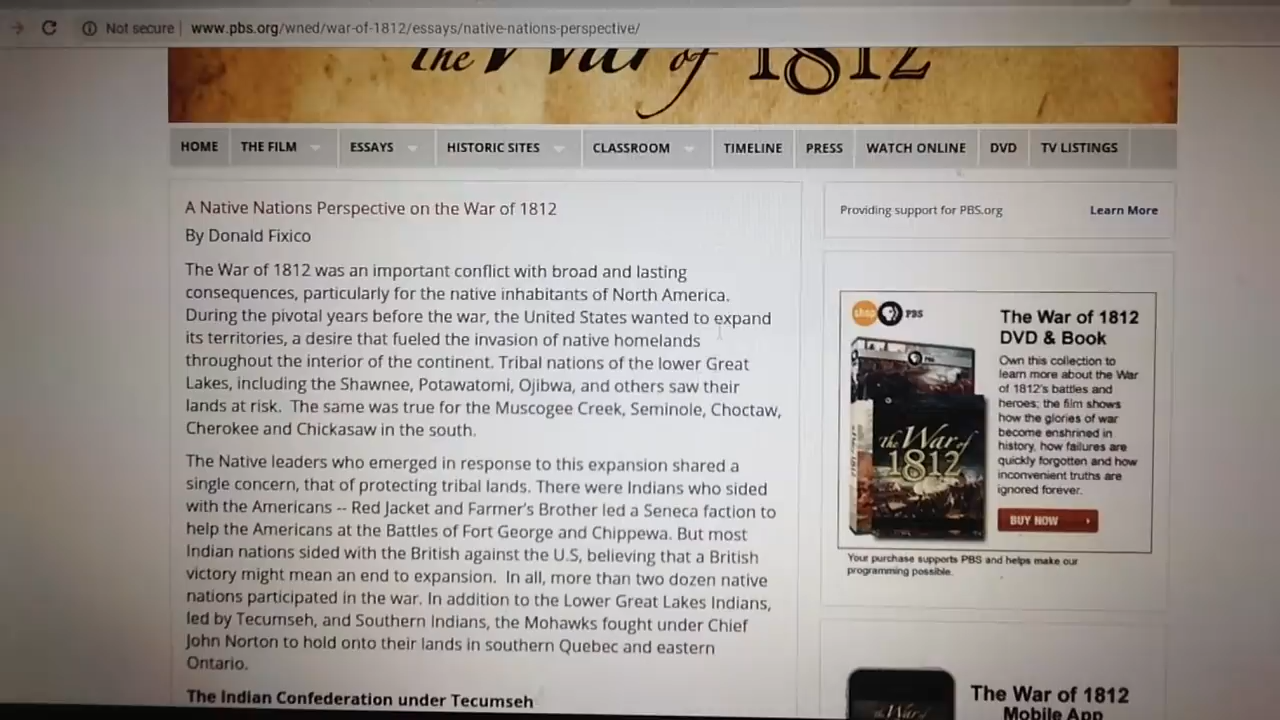 Not secure | www.pbs.org/wned/war-of-1812/essays/native-nations-perspective/
the War of 1812
HOME THE FILM ESSAYS HISTORIC SITES CLASSROOM TIMELINE PRESS WATCH ONLINE DVD TV LISTINGS
A Native Nations Perspective on the War of 1812
By Donald Fixico
The War of 1812 was an important conflict with broad and lasting
consequences, particularly for the native inhabitants of North America.
During the pivotal years before the war, the United States wanted to expand
its territories, a desire that fueled the invasion of native homelands
throughout the interior of the continent. Tribal nations of the lower Great
Lakes, including the Shawnee, Potawatomi, Ojibwa, and others saw their
lands at risk. The same was true for the Muscogee Creek, Seminole, Choctaw,
Cherokee and Chickasaw in the south.
The Native leaders who emerged in response to this expansion shared a
single concern, that of protecting tribal lands. There were Indians who sided
with the Americans -- Red Jacket and Farmer's Brother led a Seneca faction to
help the Americans at the Battles of Fort George and Chippewa. But most
Indian nations sided with the British against the U.S, believing that a British
victory might mean an end to expansion. In all, more than two dozen native
nations participated in the war. In addition to the Lower Great Lakes Indians,
led by Tecumseh, and Southern Indians, the Mohawks fought under Chief
John Norton to hold onto their lands in southern Quebec and eastern
Ontario.
The Indian Confederation under Tecumseh
Providing support for PBS.org Learn More
shop PBS
The War of 1812
DVD & Book
Own this collection to
learn more about the War
of 1812's battles and
heroes; the film shows
how the glories of war
become enshrined in
history, how failures are
quickly forgotten and how
inconvenient truths are
ignored forever.
BUY NOW
the War of
1812
Your purchase supports PBS and helps make our
programming possible.
The War of 1812
Mobile App